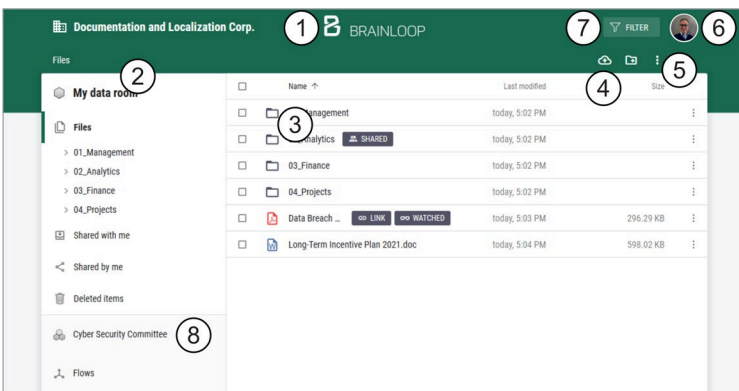 Documentation and Localization Corp.
1
BRAINLOOP
7
FILTER
6
Files
2
4
5
My data room
Name ↑
Last modified
Size
Files
3
Management
today, 5:02 PM
01_Management
Analytics
SHARED
today, 5:02 PM
02_Analytics
03_Finance
today, 5:02 PM
03_Finance
04_Projects
04_Projects
today, 5:02 PM
Shared with me
Data Breach ...
LINK
WATCHED
today, 5:03 PM
296.29 KB
Long-Term Incentive Plan 2021.doc
today, 5:04 PM
598.02 KB
Shared by me
Deleted items
Cyber Security Committee
8
Flows